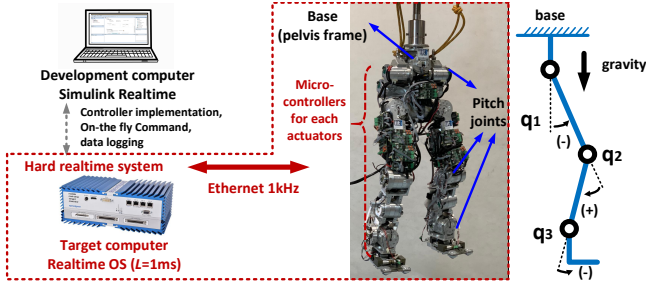 Development computer
Simulink Realtime
Controller implementation,
On-the fly Command,
data logging
Hard realtime system
Ethernet 1kHz
Target computer
Realtime OS (L=1ms)
Base
(pelvis frame)
Micro-
controllers
for each
actuators
Pitch
joints
base
gravity
q1
(-)
q2
(+)
q3
(-)